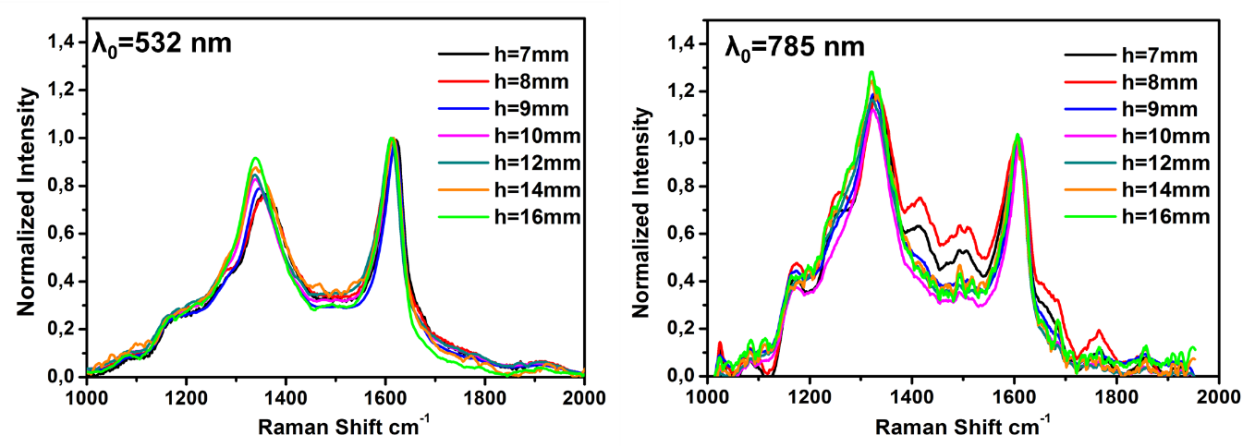 λ0=532 nm
h=7mm
h=8mm
h=9mm
h=10mm
h=12mm
h=14mm
h=16mm
1,4
1,2
1,0
0,8
0,6
0,4
0,2
0,0
Normalized Intensity
1000 1200 1400 1600 1800 2000
Raman Shift cm-1
λ0=785 nm
h=7mm
h=8mm
h=9mm
h=10mm
h=12mm
h=14mm
h=16mm
1,4
1,2
1,0
0,8
0,6
0,4
0,2
0,0
Normalized Intensity
1000 1200 1400 1600 1800 2000
Raman Shift cm-1